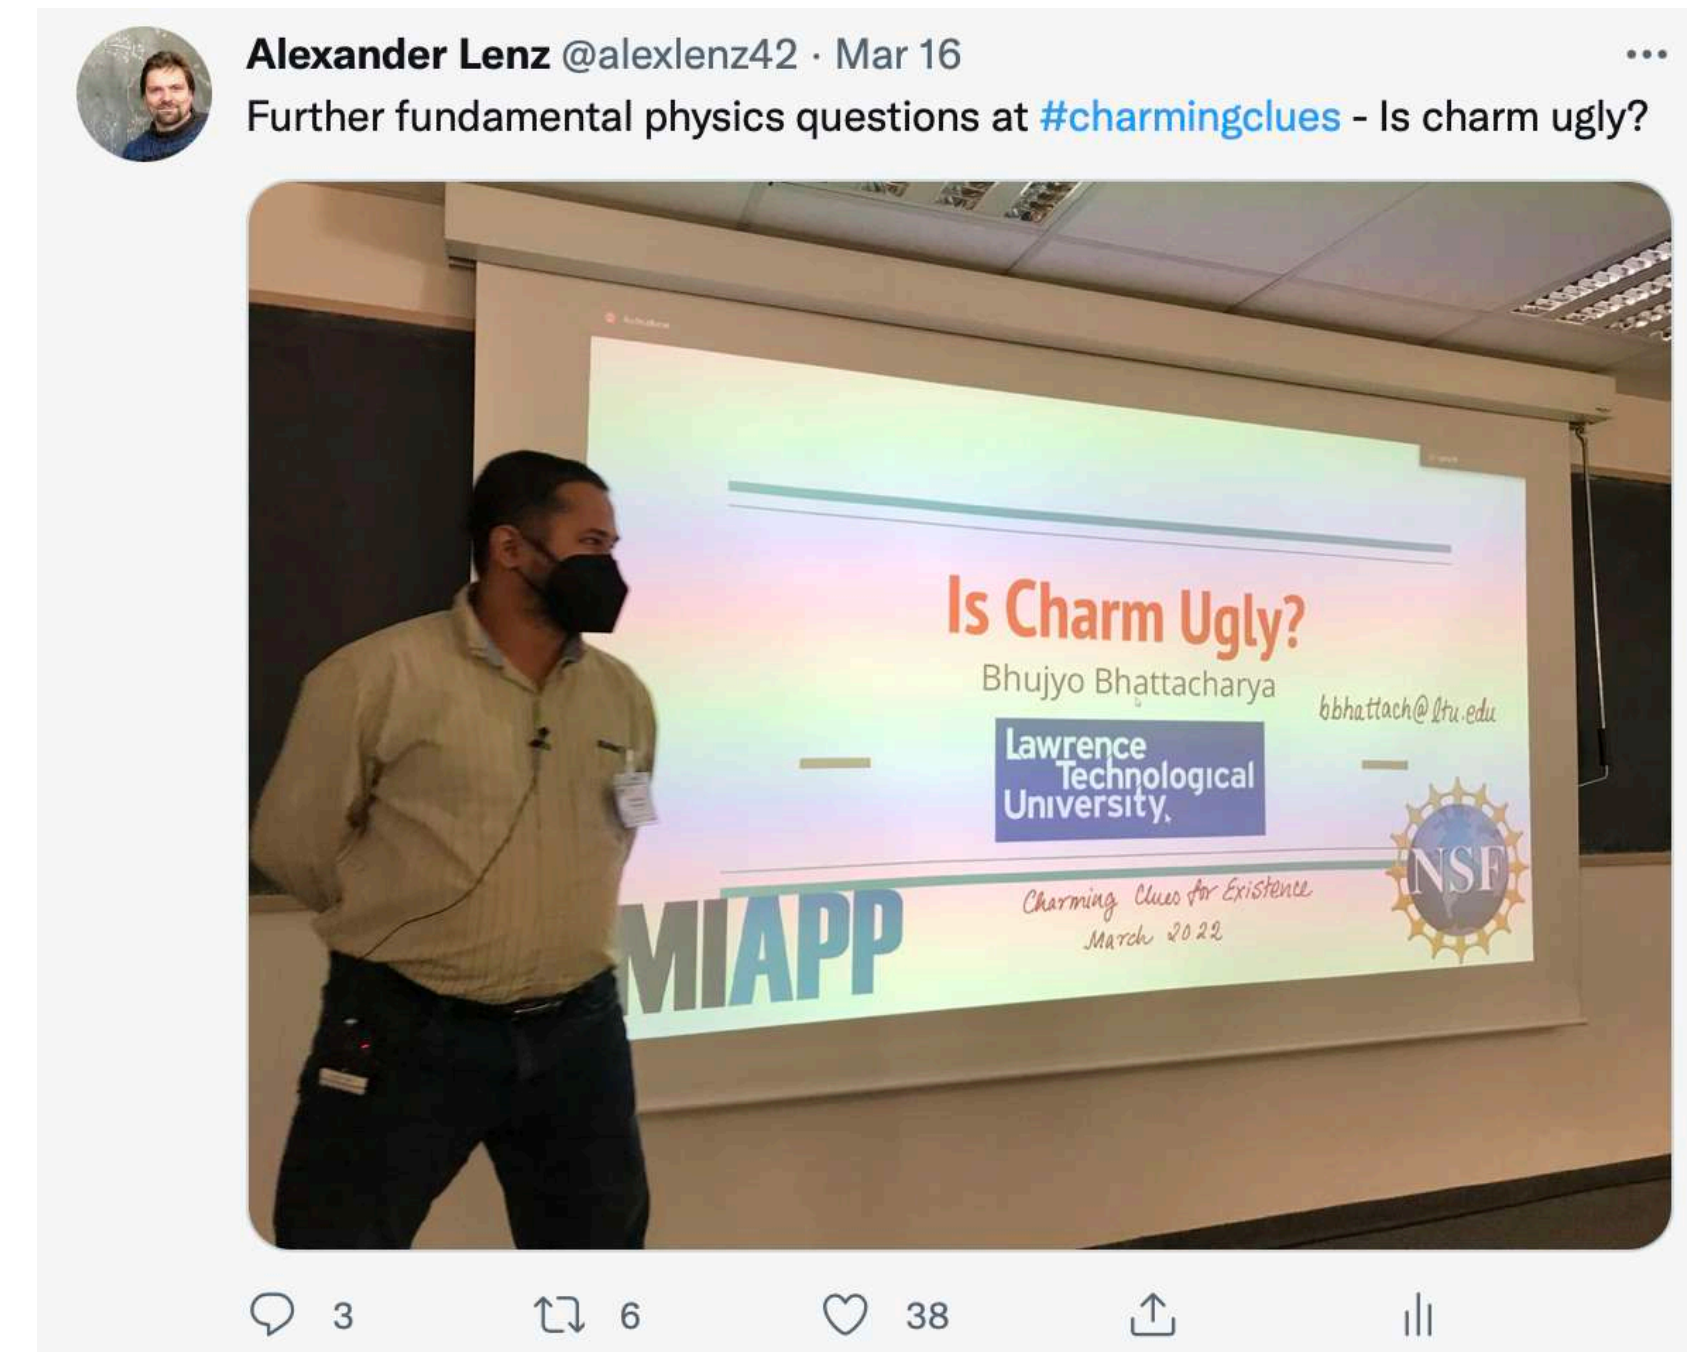 Alexander Lenz @alexlenz42 · Mar 16
Further fundamental physics questions at #charmingclues - Is charm ugly?
Is Charm Ugly?
Bhujyo Bhattacharya
bbhattach@ltu.edu
Lawrence
Technological
University
NSF
MIAPP
Charming Clues for Existence
March 2022
3
6
38